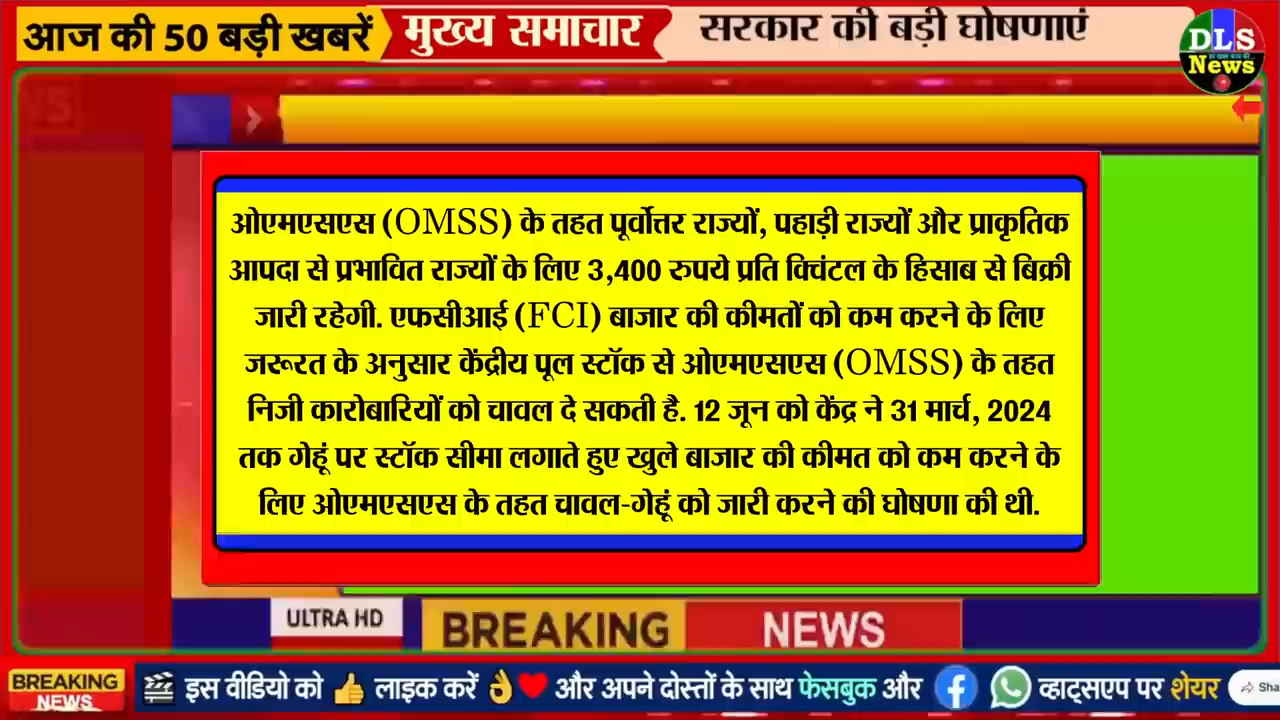 आज की 50 बड़ी खबरें
मुख्य समाचार
सरकार की बड़ी घोषणाएं
DLS
News
ओएमएसएस (OMSS) के तहत पूर्वोत्तर राज्यों, पहाड़ी राज्यों और प्राकृतिक
आपदा से प्रभावित राज्यों के लिए 3,400 रुपये प्रति क्विंटल के हिसाब से बिक्री
जारी रहेगी. एफसीआई (FCI) बाजार की कीमतों को कम करने के लिए
जरूरत के अनुसार केंद्रीय पूल स्टॉक से ओएमएसएस (OMSS) के तहत
निजी कारोबारियों को चावल दे सकती है. 12 जून को केंद्र ने 31 मार्च, 2024
तक गेहूं पर स्टॉक सीमा लगाते हुए खुले बाजार की कीमत को कम करने के
लिए ओएमएसएस के तहत चावल-गेहूं को जारी करने की घोषणा की थी.
ULTRA HD
BREAKING NEWS
BREAKING
NEWS
इस वीडियो को 👍 लाइक करें 👌❤ और अपने दोस्तों के साथ फेसबुक और व्हाट्सएप पर शेयर
Sha